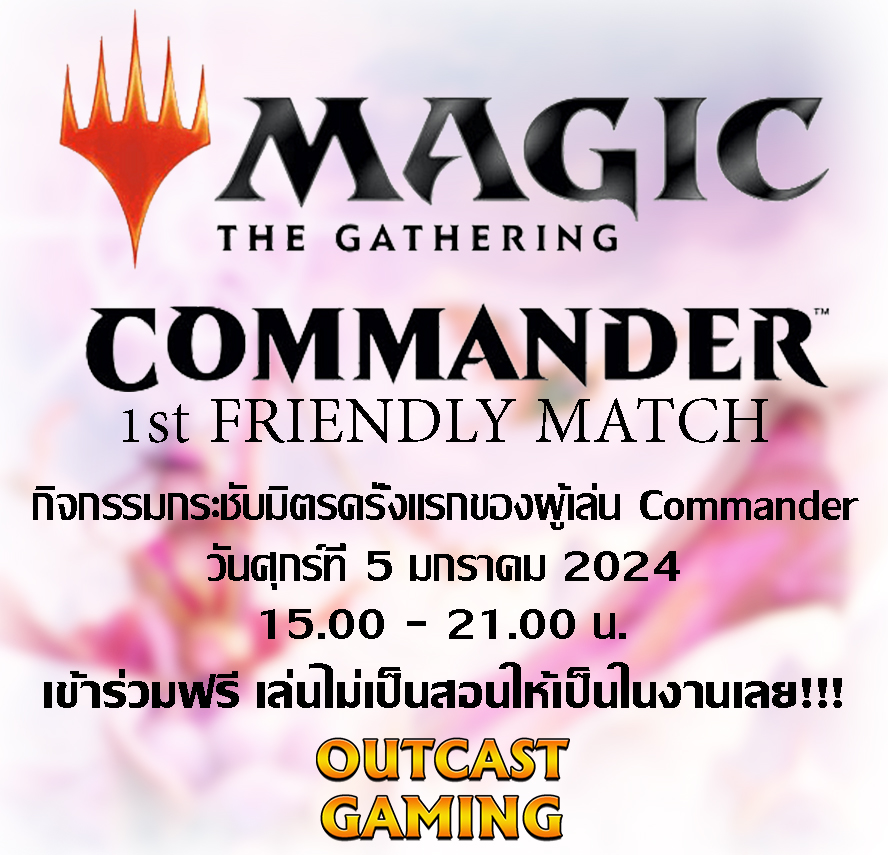 MAGIC
THE GATHERING
COMMANDER™
1st FRIENDLY MATCH
กิจกรรมกระชับมิตรครั้งแรกของผู้เล่น Commander
วันศุกร์ที่ 5 มกราคม 2024
15.00 - 21.00 น.
เข้าร่วมฟรี เล่นไม่เป็นสอนให้เป็นในงานเลย!!!
OUTCAST
GAMING